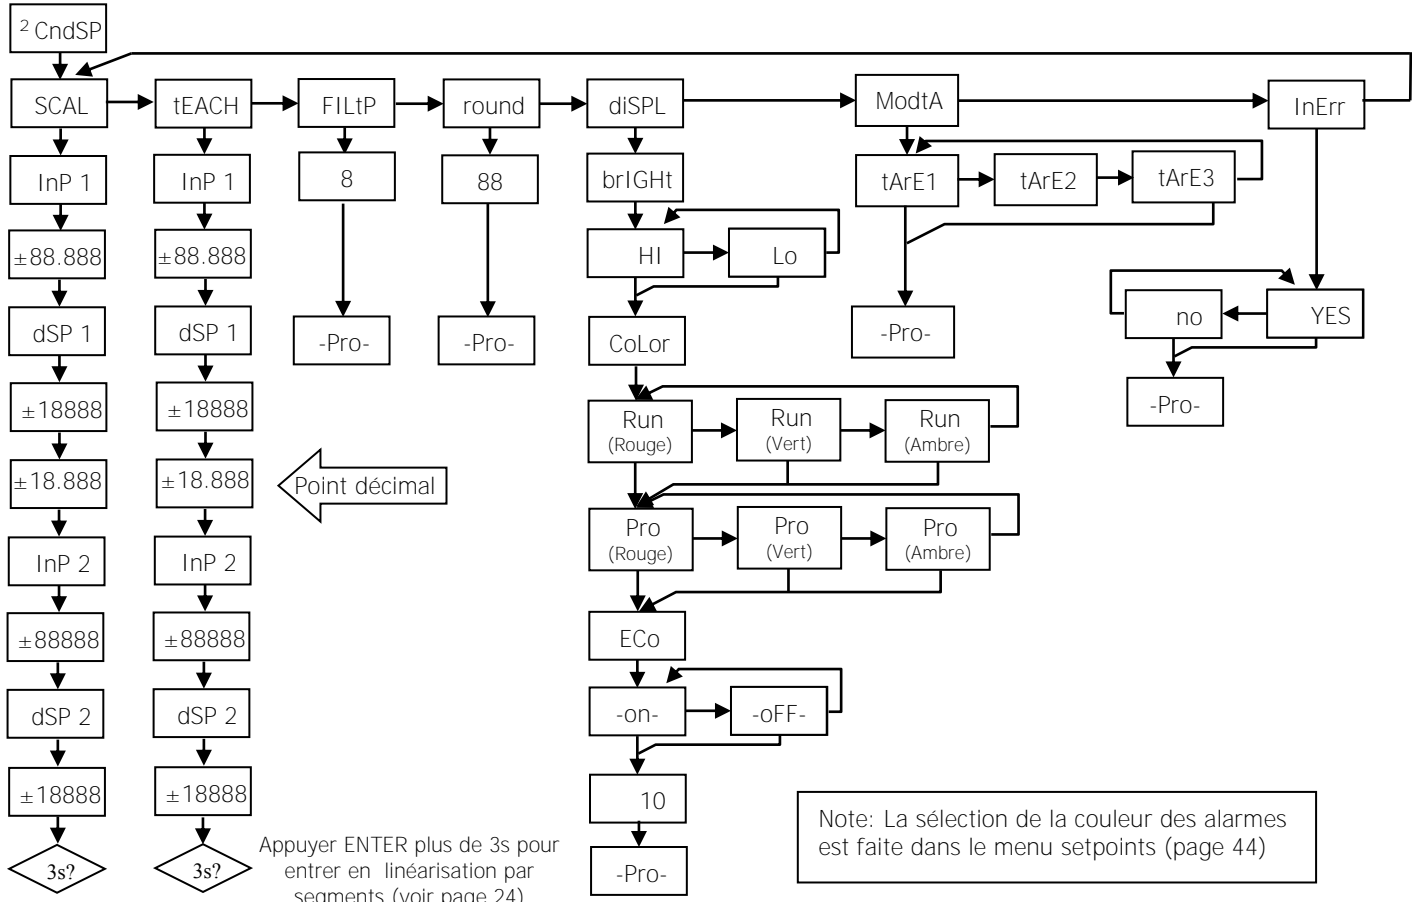 ² CndSP
SCAL
tEACH
FILtP
round
diSPL
ModtA
InErr
InP 1
InP 1
8
88
brIGHt
tArE1
tArE2
tArE3
±88.888
±88.888
HI
Lo
dSP 1
dSP 1
-Pro-
-Pro-
CoLor
-Pro-
no
YES
±18888
±18888
Run
(Rouge)
Run
(Vert)
Run
(Ambre)
-Pro-
±18.888
±18.888
Point décimal
InP 2
InP 2
Pro
(Rouge)
Pro
(Vert)
Pro
(Ambre)
±88888
±88888
ECo
dSP 2
dSP 2
-on-
-oFF-
±18888
±18888
10
3s?
3s?
Appuyer ENTER plus de 3s pour
entrer en linéarisation par
segments (voir page 24)
-Pro-
Note: La sélection de la couleur des alarmes
est faite dans le menu setpoints (page 44)